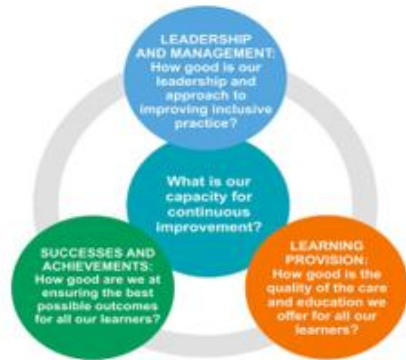 LEADERSHIP
AND MANAGEMENT:
How good is our
leadership and
approach to
improving inclusive
practice?
What is our
capacity for
continuous
improvement?
SUCCESSES AND
ACHIEVEMENTS:
How good are we at
ensuring the best
possible outcomes
for all our learners?
LEARNING
PROVISION:
How good is the
quality of the care
and education we
offer for all our
learners?